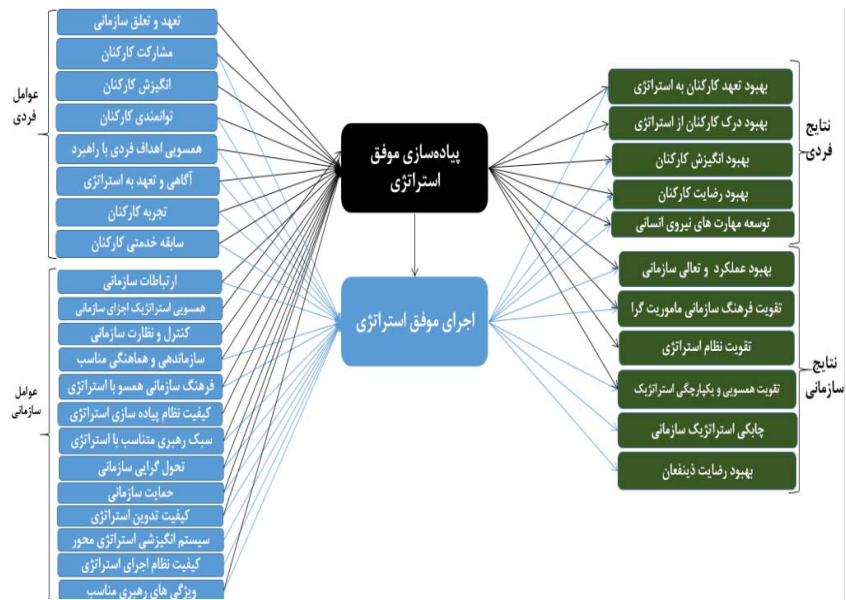 عوامل
فردی
تعهد و تعلق سازمانی
مشارکت کارکنان
انگیزش کارکنان
توانمندی کارکنان
همسویی اهداف فردی با راهبرد
آگاهی و تعهد به استراتژی
تجربه کارکنان
سابقه خدمتی کارکنان
عوامل
سازمانی
ارتباطات سازمانی
همسویی استراتژیک اجزای سازمانی
کنترل و نظارت سازمانی
سازماندهی و هماهنگی مناسب
فرهنگ سازمانی همسو با استراتژی
کیفیت نظام پیاده سازی استراتژی
سبک رهبری متناسب با استراتژی
تحول گرایی سازمانی
حمایت سازمانی
کیفیت تدوین استراتژی
سیستم انگیزشی استراتژی محور
کیفیت نظام اجرای استراتژی
ویژگی های رهبری مناسب
پیاده‌سازی موفق
استراتژی
اجرای موفق استراتژی
نتایج
فردی
بهبود تعهد کارکنان به استراتژی
بهبود درک کارکنان از استراتژی
بهبود انگیزش کارکنان
بهبود رضایت کارکنان
توسعه مهارت های نیروی انسانی
نتایج
سازمانی
بهبود عملکرد و تعالی سازمانی
تقویت فرهنگ سازمانی ماموریت گرا
تقویت نظام استراتژی
تقویت همسویی و یکپارچگی استراتژیک
چابکی استراتژیک سازمانی
بهبود رضایت ذینفعان